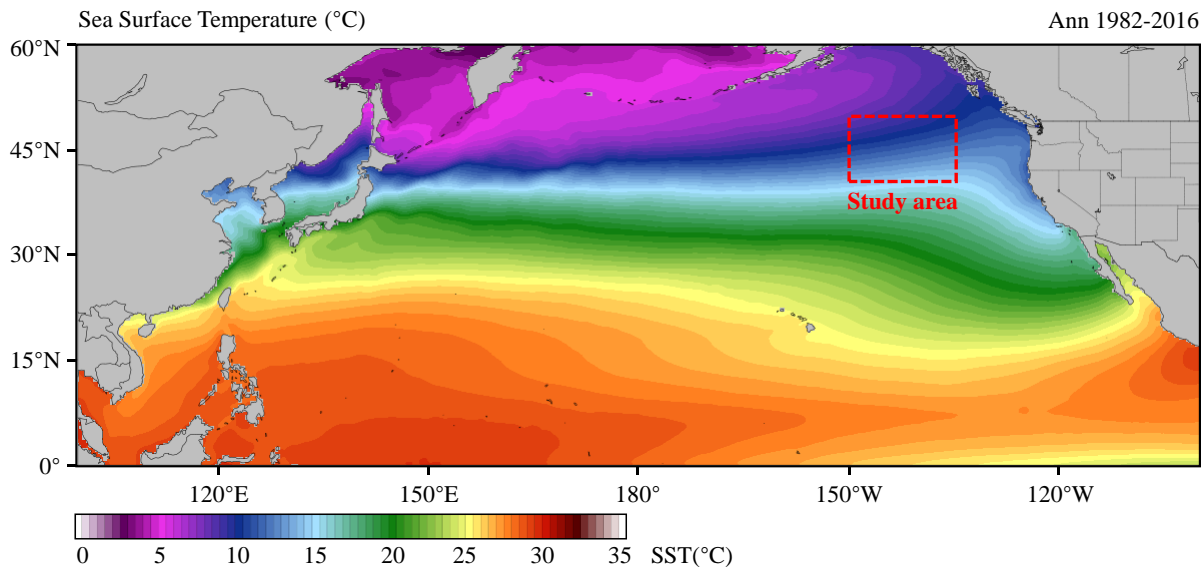 Sea Surface Temperature (°C) Ann 1982-2016
60°N
45°N
Study area
30°N
15°N
0°
120°E 150°E 180° 150°W 120°W
0 5 10 15 20 25 30 35 SST(°C)